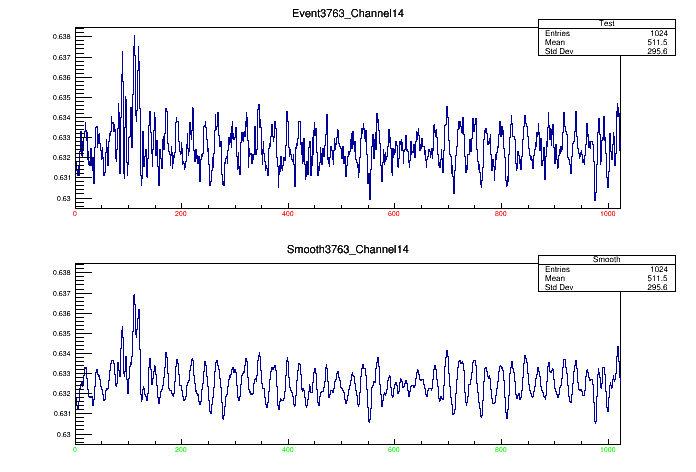 Event3763_Channel14
Test
Entries 1024
Mean 511.5
Std Dev 295.6
0.638
0.637
0.636
0.635
0.634
0.633
0.632
0.631
0.63
0 200 400 600 800 1000
Smooth3763_Channel14
Smooth
Entries 1024
Mean 511.5
Std Dev 295.6
0.638
0.637
0.636
0.635
0.634
0.633
0.632
0.631
0.63
0 200 400 600 800 1000